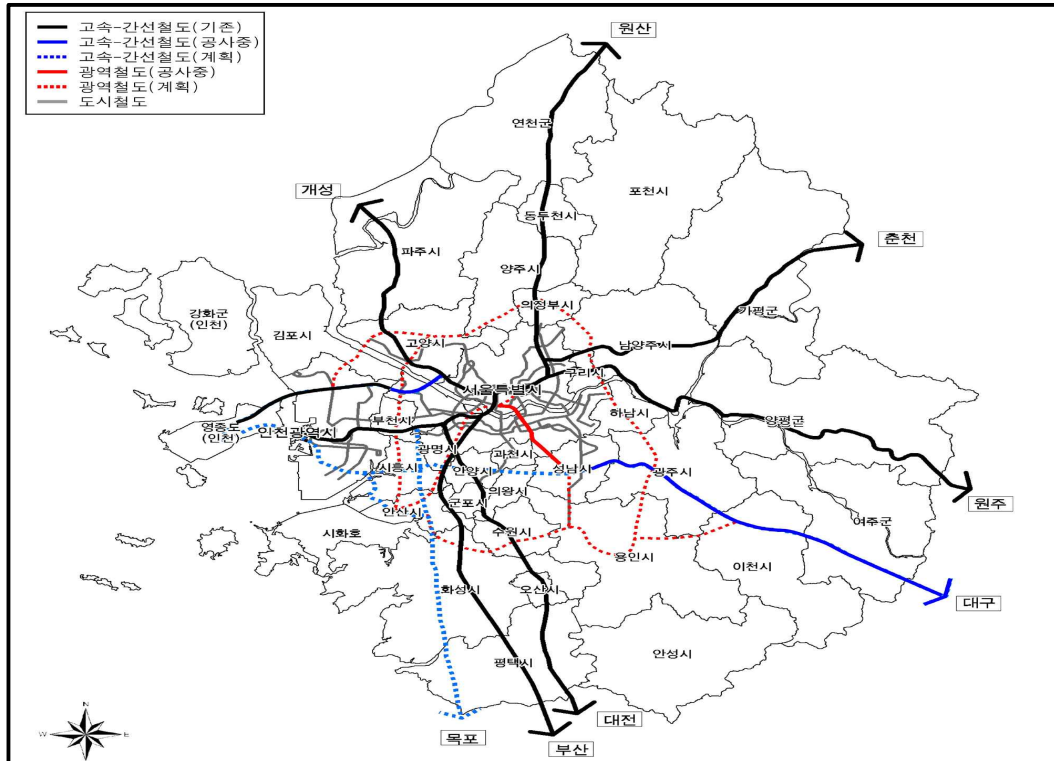 고속-간선철도(기존)
고속-간선철도(공사중)
고속-간선철도(계획)
광역철도(공사중)
광역철도(계획)
도시철도
원산
연천군
포천시
개성
동두천시
춘천
파주시
양주시
강화군
(인천)
의정부시
가평군
김포시
고양시
남양주시
구리시
서울특별시
하남시
영종도
(인천)
인천광역시
부천시
양평군
광명시
과천시
시흥시
안양시
성남시
광주시
의왕시
원주
군포시
안산시
여주군
시화호
수원시
용인시
이천시
화성시
오산시
대구
안성시
평택시
N
W
E
S
대전
목포
부산